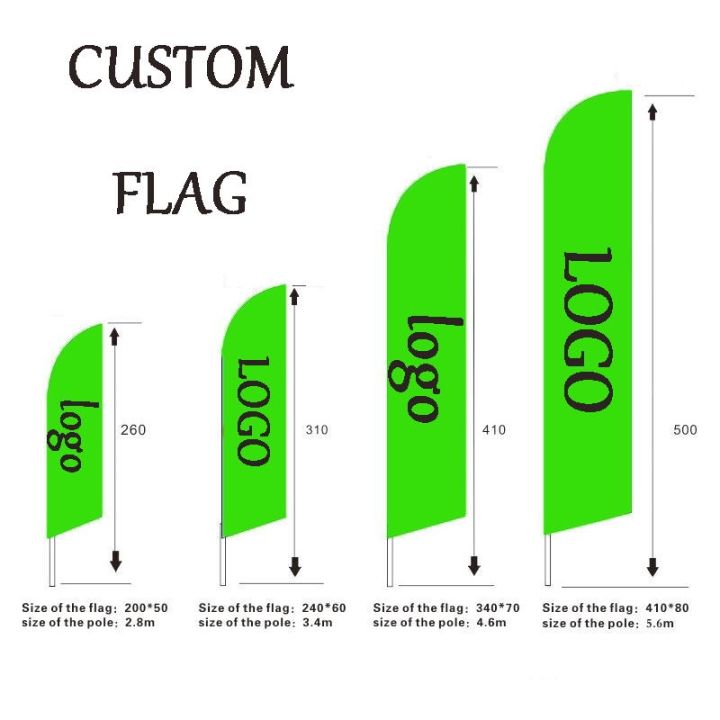 CUSTOM
FLAG
logo
260
LOGO
310
logo
410
LOGO
500
Size of the flag: 200*50
size of the pole: 2.8m
Size of the flag: 240*60
size of the pole: 3.4m
Size of the flag: 340*70
size of the pole: 4.6m
Size of the flag: 410*80
size of the pole: 5.6m